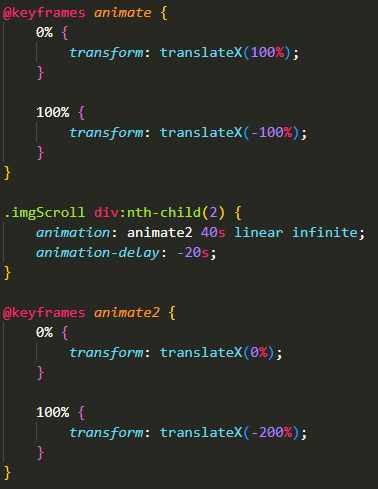 @keyframes animate {
    0% {
        transform: translateX(100%);
    }

    100% {
        transform: translateX(-100%);
    }
}

.imgScroll div:nth-child(2) {
    animation: animate2 40s linear infinite;
    animation-delay: -20s;
}

@keyframes animate2 {
    0% {
        transform: translateX(0%);
    }

    100% {
        transform: translateX(-200%);
    }
}